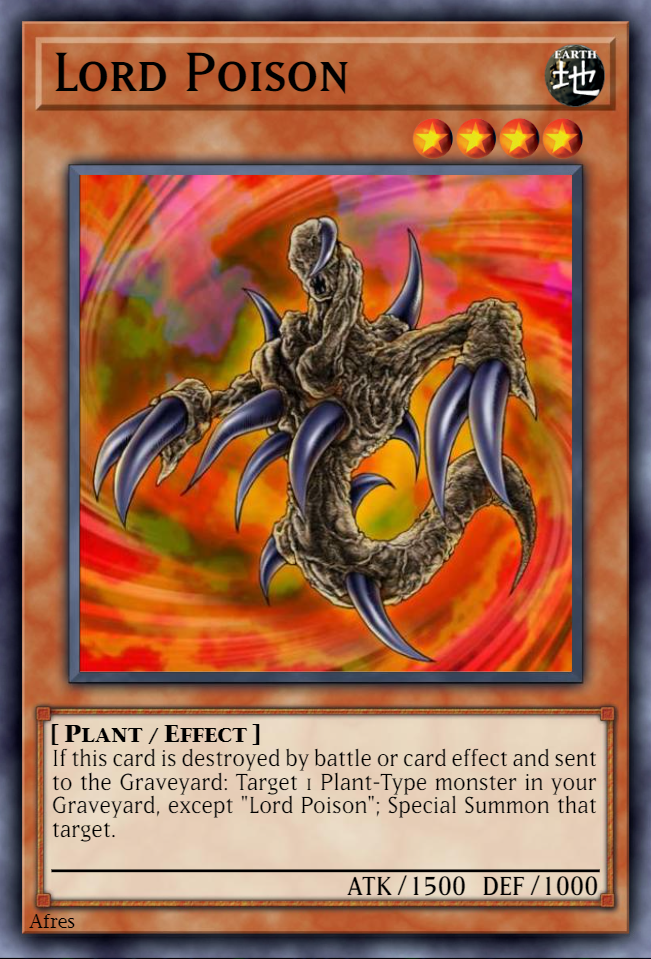 Lord Poison
EARTH
地
[ Plant / Effect ]
If this card is destroyed by battle or card effect and sent
to the Graveyard: Target 1 Plant-Type monster in your
Graveyard, except "Lord Poison"; Special Summon that
target.
ATK / 1500 DEF / 1000
Afres